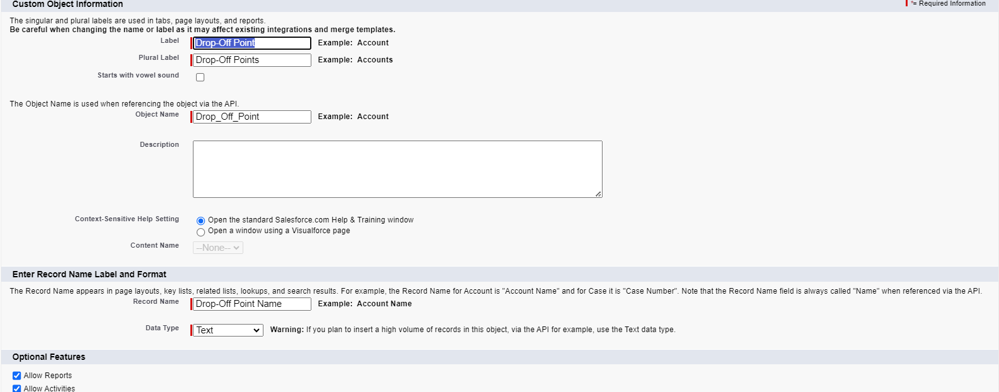 Custom Object Information
*= Required Information
The singular and plural labels are used in tabs, page layouts, and reports.
Be careful when changing the name or label as it may affect existing integrations and merge templates.
Label Drop-Off Point Example: Account
Plural Label Drop-Off Points Example: Accounts
Starts with vowel sound
The Object Name is used when referencing the object via the API.
Object Name Drop_Off_Point Example: Account
Description
Context-Sensitive Help Setting Open the standard Salesforce.com Help & Training window
Open a window using a Visualforce page
Content Name --None--
Enter Record Name Label and Format
The Record Name appears in page layouts, key lists, related lists, lookups, and search results. For example, the Record Name for Account is "Account Name" and for Case it is "Case Number". Note that the Record Name field is always called "Name" when referenced via the API.
Record Name Drop-Off Point Name Example: Account Name
Data Type Text Warning: If you plan to insert a high volume of records in this object, via the API for example, use the Text data type.
Optional Features
Allow Reports
Allow Activities